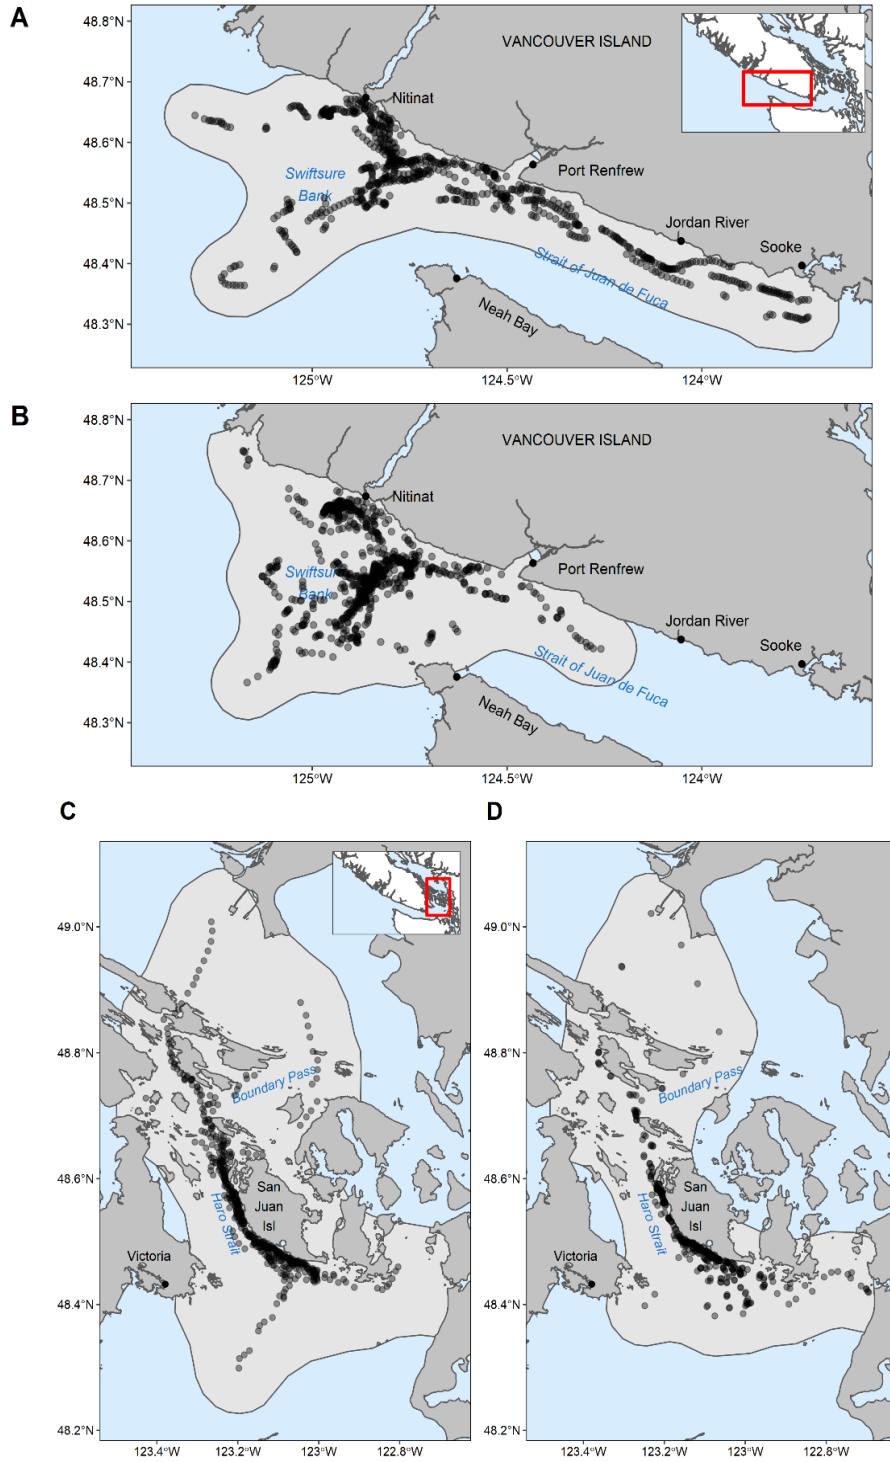 A
48.8°N
48.7°N
48.6°N
48.5°N
48.4°N
48.3°N
VANCOUVER ISLAND
Nitinat
Port Renfrew
Swiftsure
Bank
Jordan River
Sooke
Strait of Juan de Fuca
Neah Bay
125°W
124.5°W
124°W
B
48.8°N
48.7°N
48.6°N
48.5°N
48.4°N
48.3°N
VANCOUVER ISLAND
Nitinat
Port Renfrew
Swiftsure
Bank
Jordan River
Sooke
Strait of Juan de Fuca
Neah Bay
125°W
124.5°W
124°W
C
49.0°N
48.8°N
48.6°N
48.4°N
48.2°N
Boundary Pass
San
Juan
Isl
Haro Strait
Victoria
123.4°W
123.2°W
123°W
122.8°W
D
49.0°N
48.8°N
48.6°N
48.4°N
48.2°N
Boundary Pass
San
Juan
Isl
Haro Strait
Victoria
123.4°W
123.2°W
123°W
122.8°W